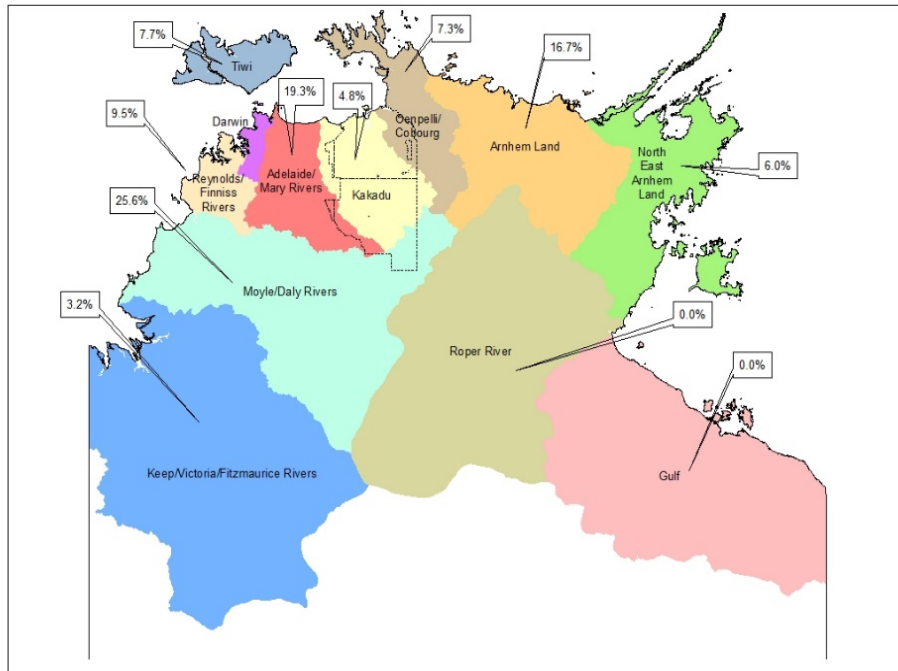 7.7%
7.3%
16.7%
Tiwi
19.3%
4.8%
9.5%
Darwin
Oenpelli/
Cobourg
Arnhem Land
North
East
Arnhem
Land
6.0%
Reynolds/
Finniss
Rivers
Adelaide/
Mary Rivers
Kakadu
25.6%
Moyle/Daly Rivers
3.2%
0.0%
Roper River
0.0%
Keep/Victoria/Fitzmaurice Rivers
Gulf